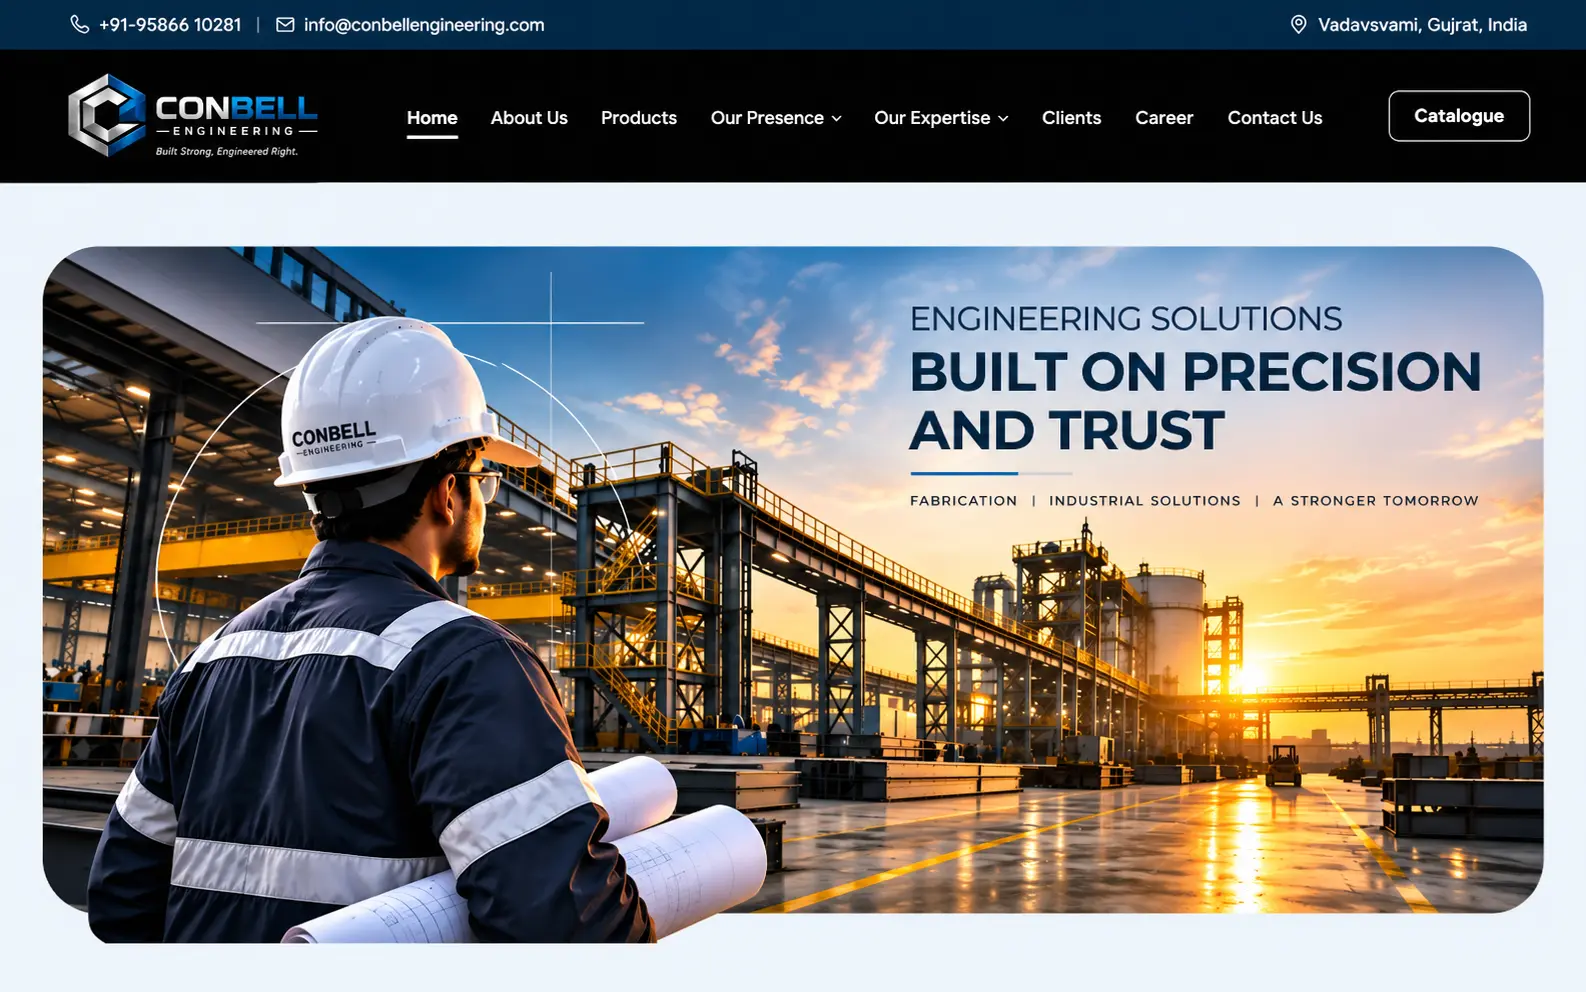 +91-95866 10281 | info@conbellengineering.com
Vadavsvami, Gujrat, India
CONBELL
ENGINEERING
Built Strong, Engineered Right.
Home About Us Products Our Presence Our Expertise Clients Career Contact Us
Catalogue
ENGINEERING SOLUTIONS
BUILT ON PRECISION
AND TRUST
FABRICATION | INDUSTRIAL SOLUTIONS | A STRONGER TOMORROW
CONBELL
ENGINEERING